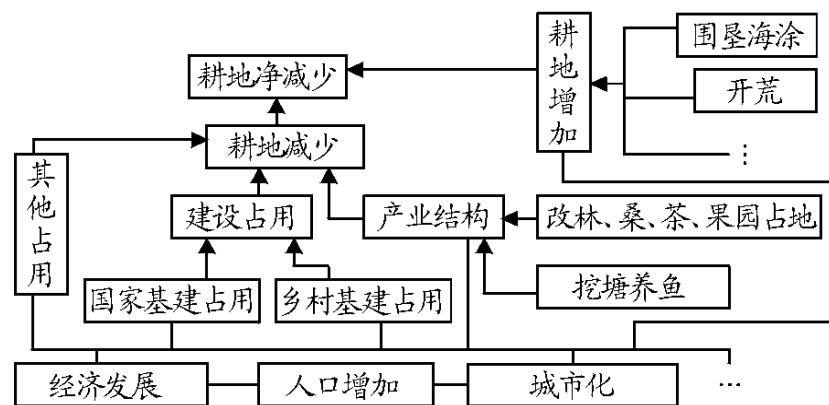 围垦海涂
耕地净减少
耕地增加
开荒
⋮
耕地减少
其他占用
建设占用
产业结构
改林、桑、茶、果园占地
挖塘养鱼
国家基建占用
乡村基建占用
经济发展
人口增加
城市化
…